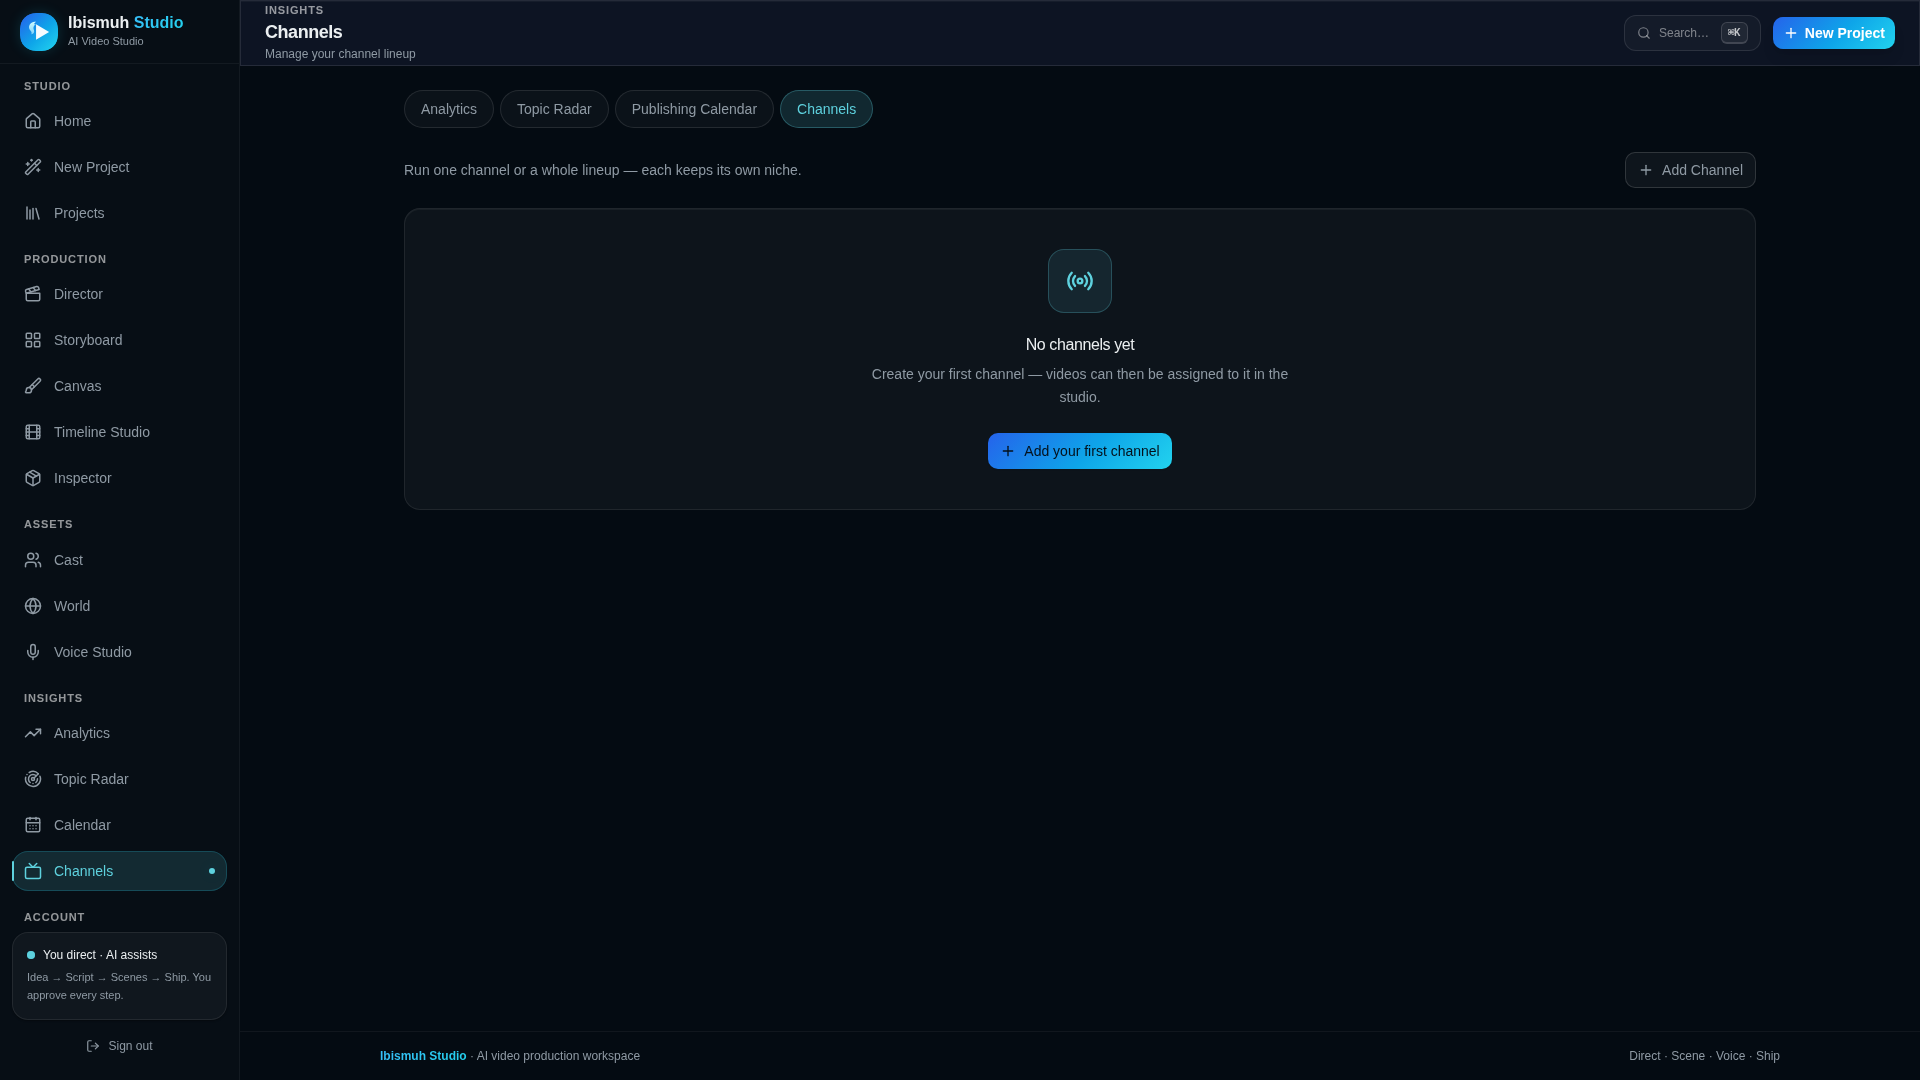 Ibismuh Studio
AI Video Studio
STUDIO
Home
New Project
Projects
PRODUCTION
Director
Storyboard
Canvas
Timeline Studio
Inspector
ASSETS
Cast
World
Voice Studio
INSIGHTS
Analytics
Topic Radar
Calendar
Channels
ACCOUNT
You direct · AI assists
Idea → Script → Scenes → Ship. You
approve every step.
Sign out
INSIGHTS
Channels
Manage your channel lineup
Search… ⌘K
New Project
Analytics
Topic Radar
Publishing Calendar
Channels
Run one channel or a whole lineup — each keeps its own niche.
Add Channel
No channels yet
Create your first channel — videos can then be assigned to it in the
studio.
Add your first channel
Ibismuh Studio · AI video production workspace
Direct · Scene · Voice · Ship